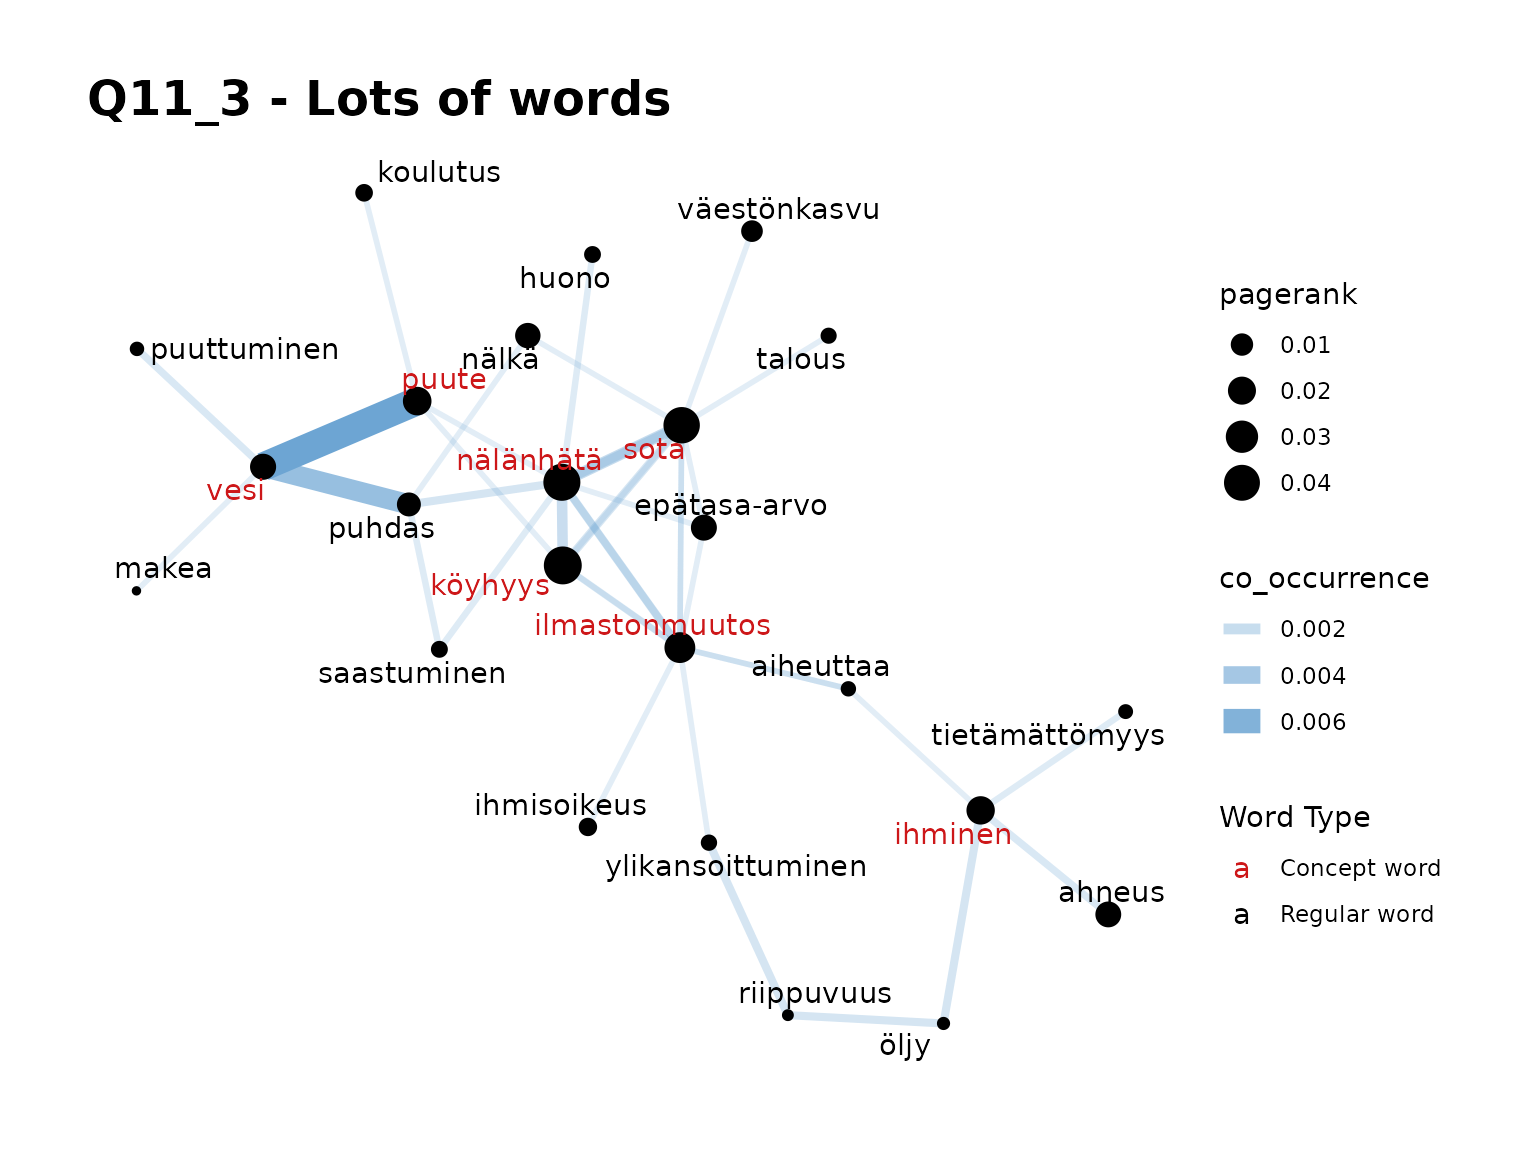 Q11_3 - Lots of words
koulutus
väestönkasvu
huono
puuttuminen
nälkä
talous
puute
sota
nälänhätä
vesi
epätasa-arvo
puhdas
makea
köyhyys
ilmastonmuutos
saastuminen
aiheuttaa
tietämättömyys
ihmisoikeus
ihminen
ylikansoittuminen
ahneus
riippuvuus
öljy
pagerank
0.01
0.02
0.03
0.04
co_occurrence
0.002
0.004
0.006
Word Type
a Concept word
a Regular word